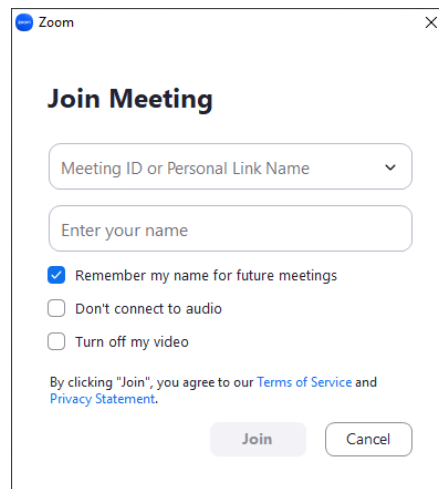 Zoom
Join Meeting
Meeting ID or Personal Link Name
Enter your name
Remember my name for future meetings
Don't connect to audio
Turn off my video
By clicking "Join", you agree to our Terms of Service and
Privacy Statement.
Join Cancel